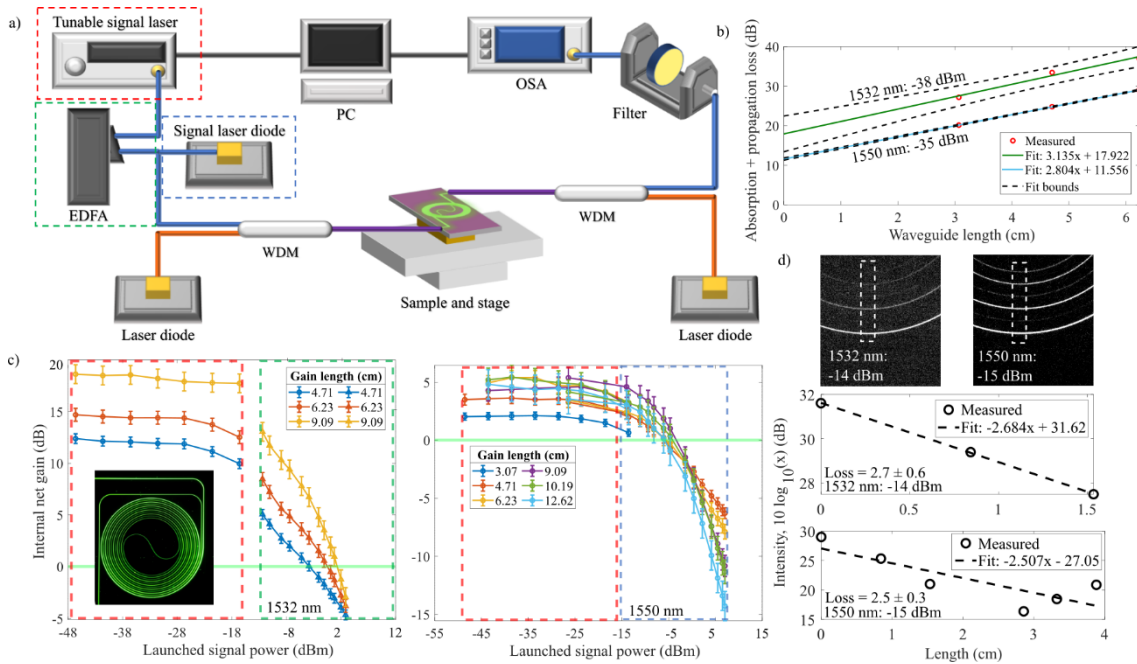 a)
Tunable signal laser
PC
OSA
Filter
EDFA
Signal laser diode
WDM
WDM
Laser diode
Sample and stage
Laser diode
b)
Absorption + propagation loss (dB)
40
30
20
10
0
1532 nm: -38 dBm
1550 nm: -35 dBm
Measured
Fit: 3.135x + 17.922
Fit: 2.804x + 11.556
Fit bounds
0 1 2 3 4 5 6
Waveguide length (cm)
c)
Internal net gain (dB)
20
15
10
5
0
-5
Gain length (cm)
4.71 4.71
6.23 6.23
9.09 9.09
1532 nm
-48 -38 -28 -18 -8 2 12
Launched signal power (dBm)
5
0
-5
-10
-15
Gain length (cm)
3.07 9.09
4.71 10.19
6.23 12.62
1550 nm
-55 -45 -35 -25 -15 -5 5 15
Launched signal power (dBm)
d)
1532 nm:
-14 dBm
1550 nm:
-15 dBm
Intensity, 10 log10(x) (dB)
32
30
28
Measured
Fit: -2.684x + 31.62
Loss = 2.7 ± 0.6
1532 nm: -14 dBm
0 0.5 1 1.5
30
25
20
15
Measured
Fit: -2.507x - 27.05
Loss = 2.5 ± 0.3
1550 nm: -15 dBm
0 1 2 3 4
Length (cm)